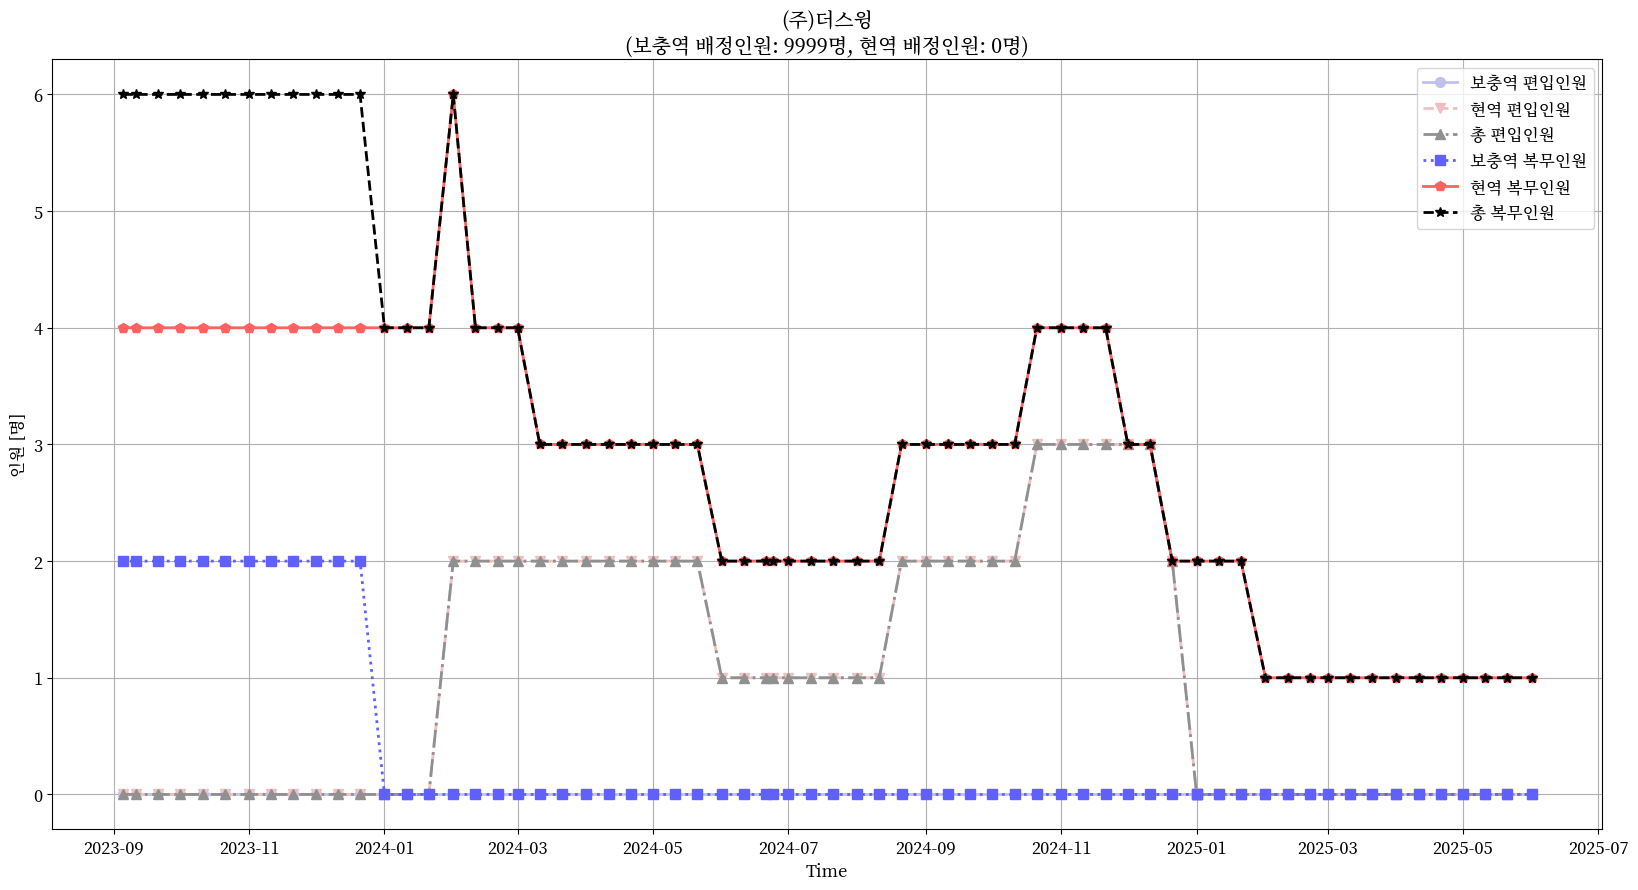 (주)더스윙
(보충역 배정인원: 9999명, 현역 배정인원: 0명)
보충역 편입인원
현역 편입인원
총 편입인원
보충역 복무인원
현역 복무인원
총 복무인원
6
5
4
3
2
1
0
인원 [명]
2023-09 2023-11 2024-01 2024-03 2024-05 2024-07 2024-09 2024-11 2025-01 2025-03 2025-05 2025-07
Time